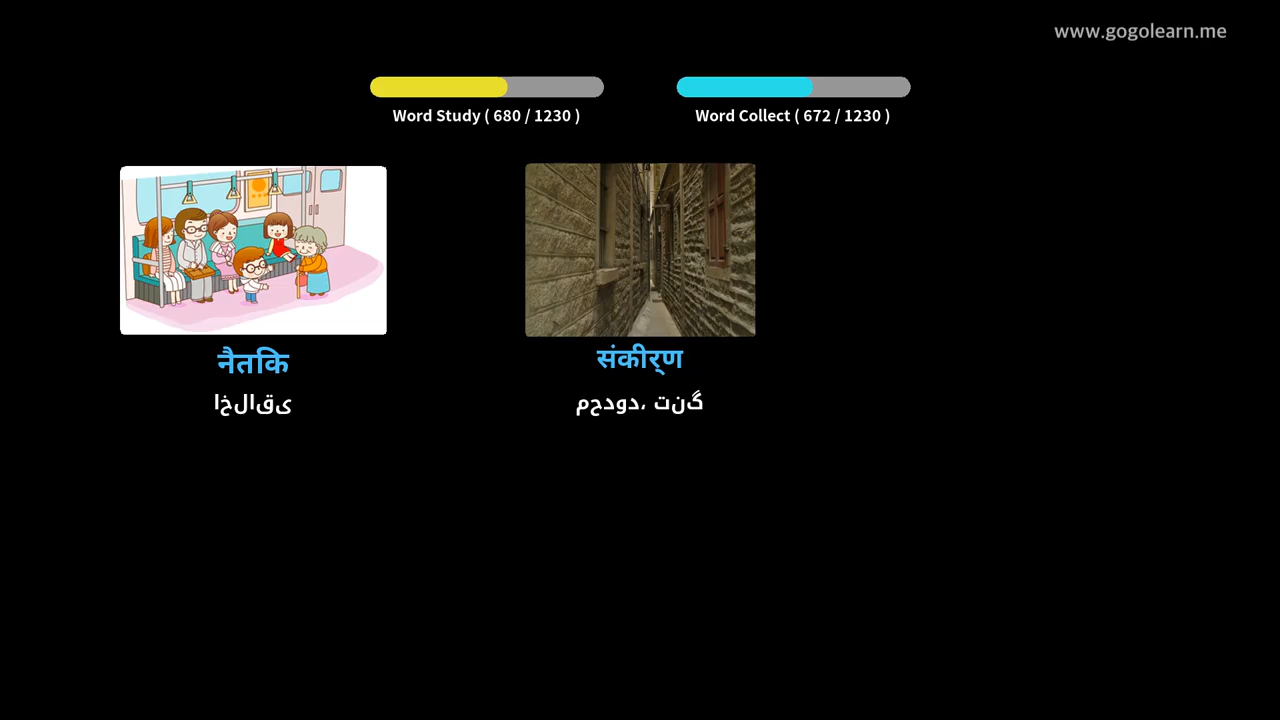 www.gogolearn.me
Word Study ( 680 / 1230 )
Word Collect ( 672 / 1230 )
नैतिक
संकीर्ण
اخلاقی
محدود، تنگ